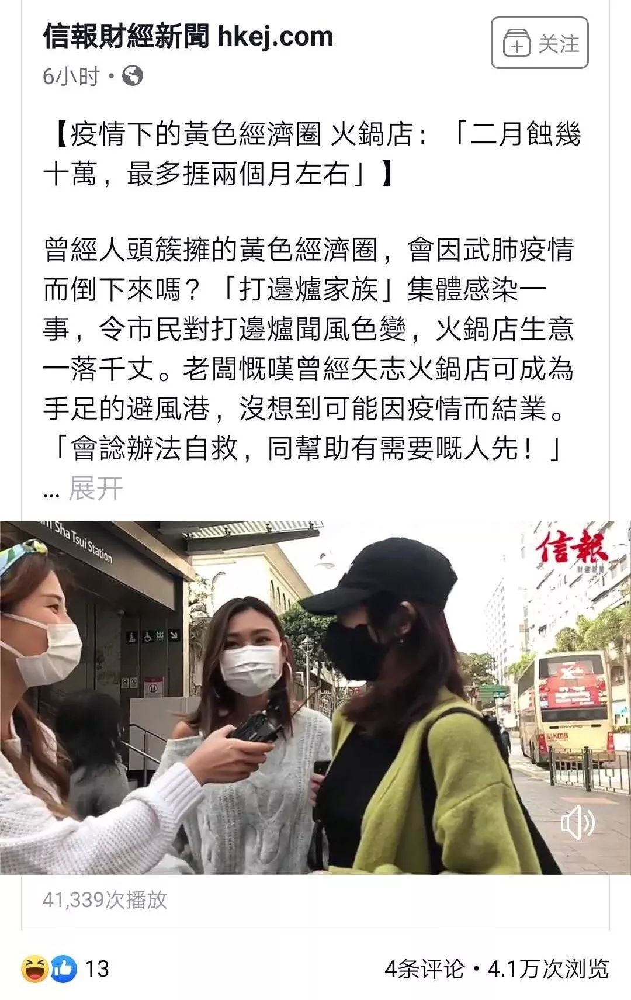 信報財經新聞 hkej.com
关注
6小时 •
【疫情下的黃色經濟圈 火鍋店：「二月蝕幾
十萬，最多捱兩個月左右」】
曾經人頭簇擁的黃色經濟圈，會因武肺疫情
而倒下來嗎？「打邊爐家族」集體感染一
事，令市民對打邊爐聞風色變，火鍋店生意
一落千丈。老闆慨嘆曾經矢志火鍋店可成為
手足的避風港，沒想到可能因疫情而結業。
「會諗辦法自救，同幫助有需要嘅人先！」
... 展开
Sha Tsui Station
信報
財經新聞
KMB
41,339次播放
13
4条评论 • 4.1万次浏览